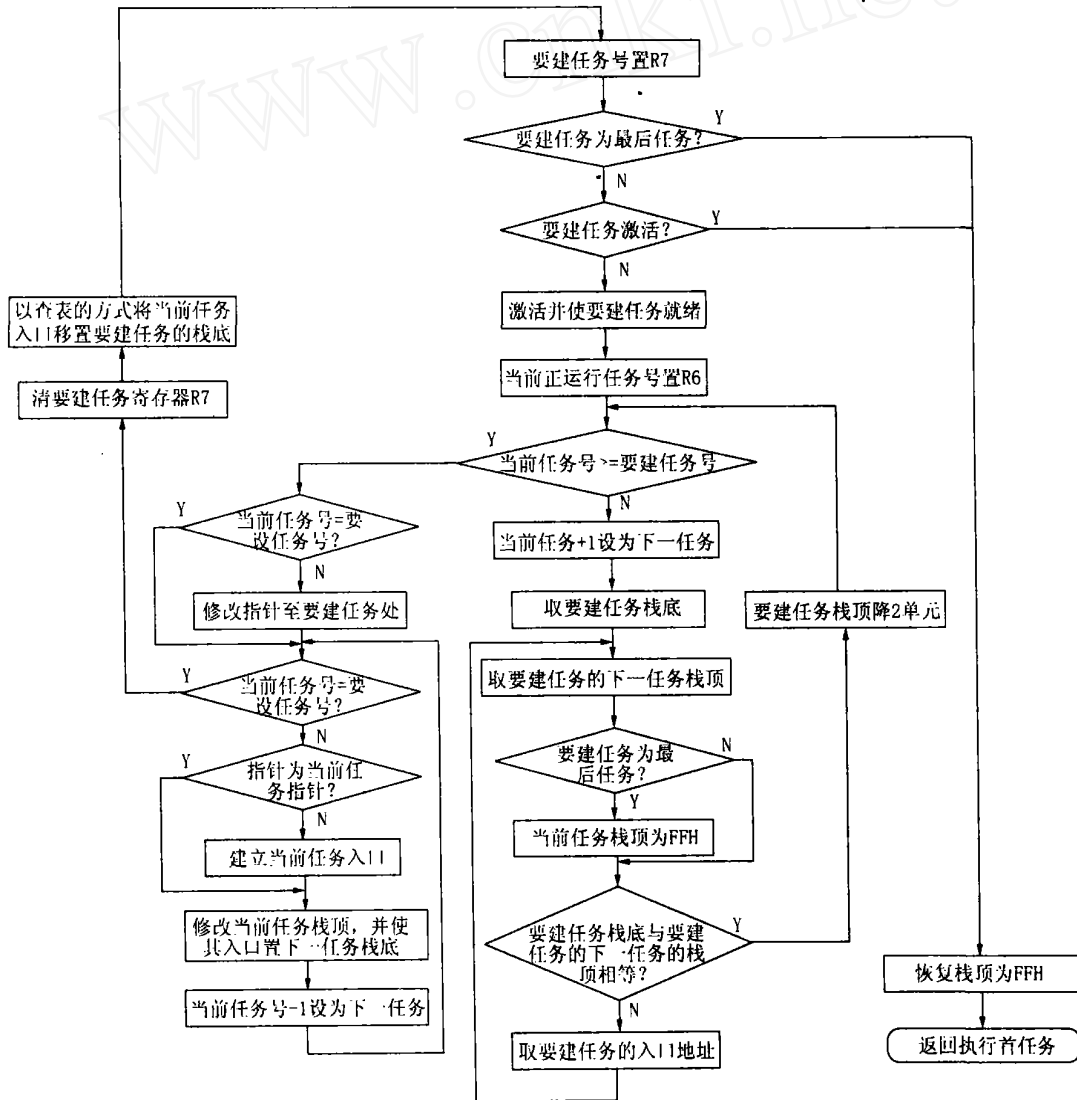 www.cnki.net
要建任务号置R7
要建任务为最后任务?
Y
N
要建任务激活?
Y
N
激活并使要建任务就绪
当前正运行任务号置R6
当前任务号>=要建任务号
Y
N
以查表的方式将当前任务
入口移置要建任务的栈底
清要建任务寄存器R7
当前任务号=要
设任务号?
Y
N
修改指针至要建任务处
当前任务号=要
设任务号?
Y
N
指针为当前任
务指针?
Y
N
建立当前任务入口
修改当前任务栈顶, 并使
其入口置下一任务栈底
当前任务号-1设为下一任务
当前任务+1设为下一任务
取要建任务栈底
取要建任务的下一任务栈顶
要建任务为最
后任务?
N
Y
当前任务栈顶为FFH
要建任务栈底与要建
任务的下一任务的栈
顶相等?
Y
N
取要建任务的入口地址
要建任务栈顶降2单元
恢复栈顶为FFH
返回执行首任务